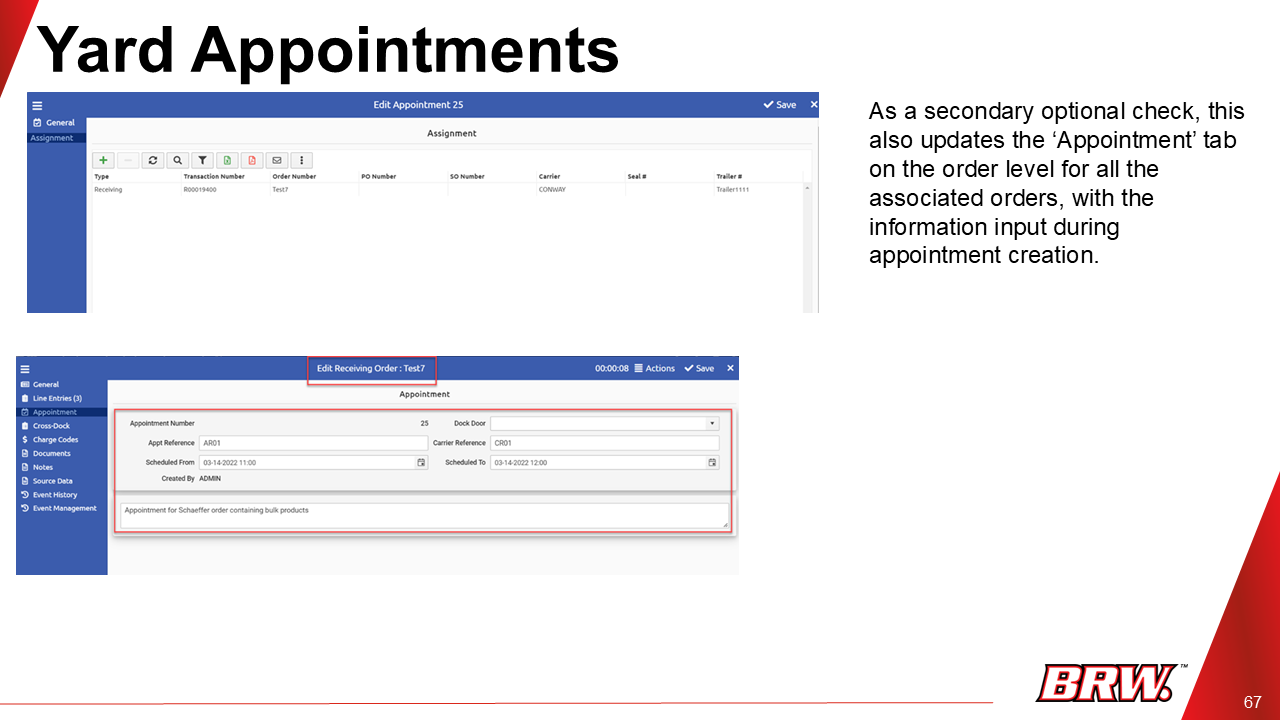 Yard Appointments
Edit Appointment 25
Save
General
Assignment
Assignment
Type Transaction Number Order Number PO Number SO Number Carrier Seal # Trailer #
Receiving R00019400 Test7 CONWAY Trailer1111
As a secondary optional check, this
also updates the ‘Appointment’ tab
on the order level for all the
associated orders, with the
information input during
appointment creation.
Edit Receiving Order : Test7
00:00:08 Actions Save
General
Line Entries (3)
Appointment
Cross-Dock
Charge Codes
Documents
Notes
Source Data
Event History
Event Management
Appointment
Appointment Number 25 Dock Door
Appt Reference AR01 Carrier Reference CR01
Scheduled From 03-14-2022 11:00 Scheduled To 03-14-2022 12:00
Created By ADMIN
Appointment for Schaeffer order containing bulk products
BRW. ™
67